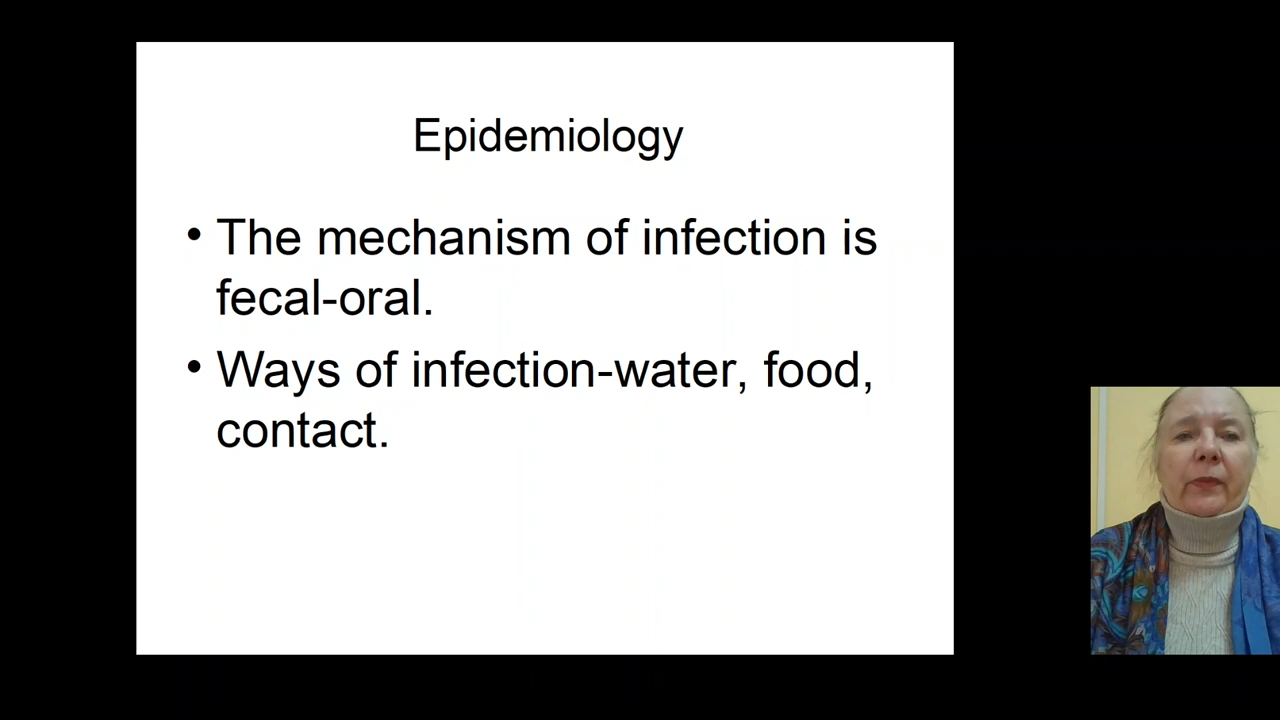 Epidemiology
• The mechanism of infection is
fecal-oral.
• Ways of infection-water, food,
contact.